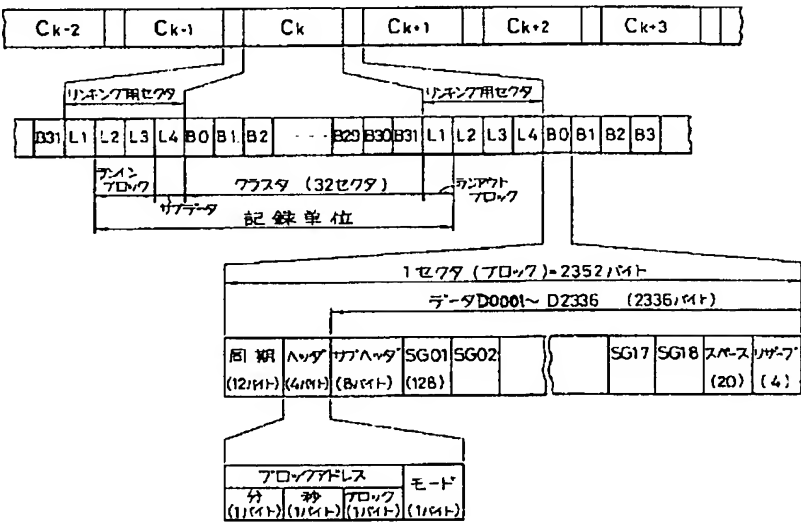 Ck-2 Ck-1 Ck Ck+1 Ck+2 Ck+3
リンキング用セクタ リンキング用セクタ
B31 L1 L2 L3 L4 B0 B1 B2 ---- B29 B30 B31 L1 L2 L3 L4 B0 B1 B2 B3
ランイン
ブロック
サブデータ
クラスタ (32セクタ)
ランアウト
ブロック
記録単位
1セクタ (ブロック)=2352バイト
データD0001~D2336 (2336バイト)
同期 ヘッダ サブヘッダ SG01 SG02 SG17 SG18 スペース リザーブ
(12バイト) (4バイト) (8バイト) (128) (20) (4)
ブロックアドレス モード
分 秒 ブロック
(1バイト) (1バイト) (1バイト) (1バイト)